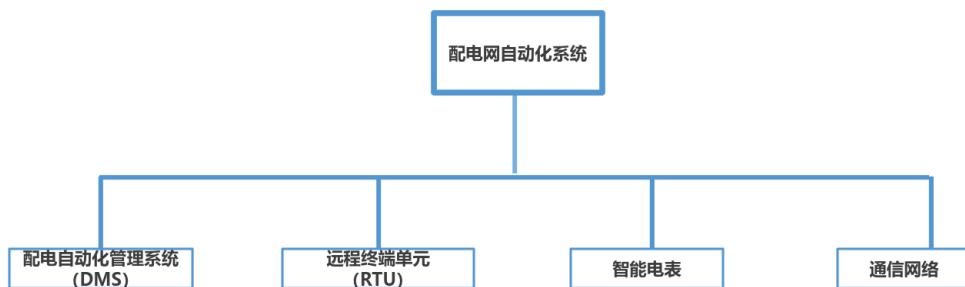 配电网自动化系统
配电自动化管理系统
（DMS）
远程终端单元
（RTU）
智能电表
通信网络